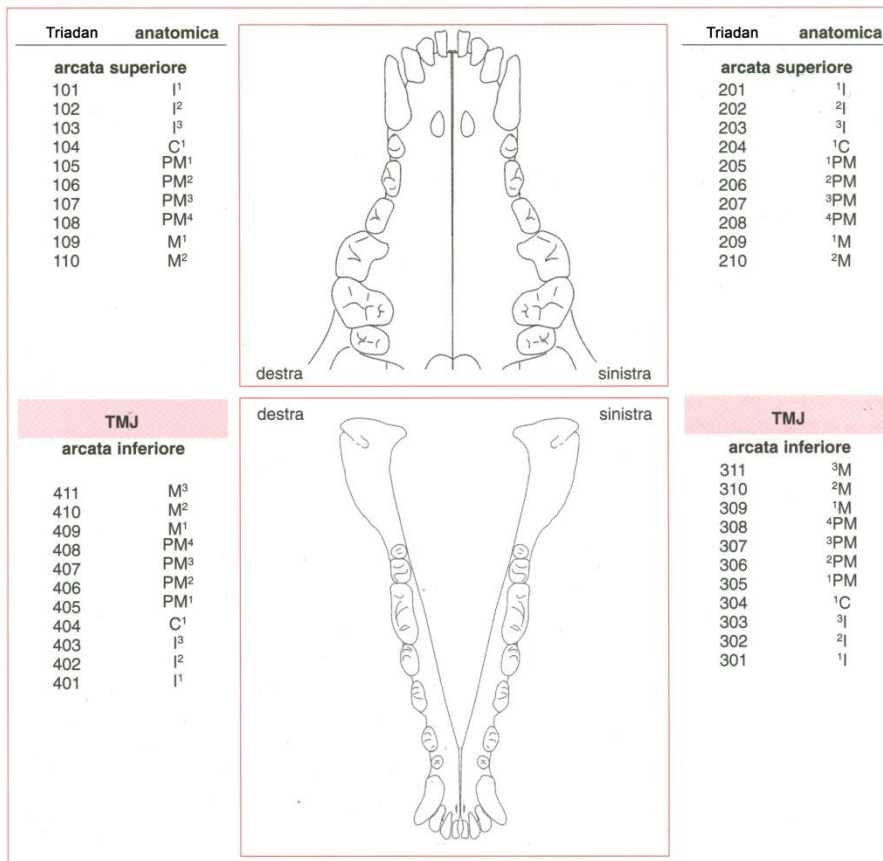 Triadan anatomica
arcata superiore
101 I¹
102 I²
103 I³
104 C¹
105 PM¹
106 PM²
107 PM³
108 PM⁴
109 M¹
110 M²
destra sinistra
Triadan anatomica
arcata superiore
201 ¹I
202 ²I
203 ³I
204 ¹C
205 ¹PM
206 ²PM
207 ³PM
208 ⁴PM
209 ¹M
210 ²M
TMJ
arcata inferiore
411 M³
410 M²
409 M¹
408 PM⁴
407 PM³
406 PM²
405 PM¹
404 C¹
403 I³
402 I²
401 I¹
destra sinistra
TMJ
arcata inferiore
311 ³M
310 ²M
309 ¹M
308 ⁴PM
307 ³PM
306 ²PM
305 ¹PM
304 ¹C
303 ³I
302 ²I
301 ¹I